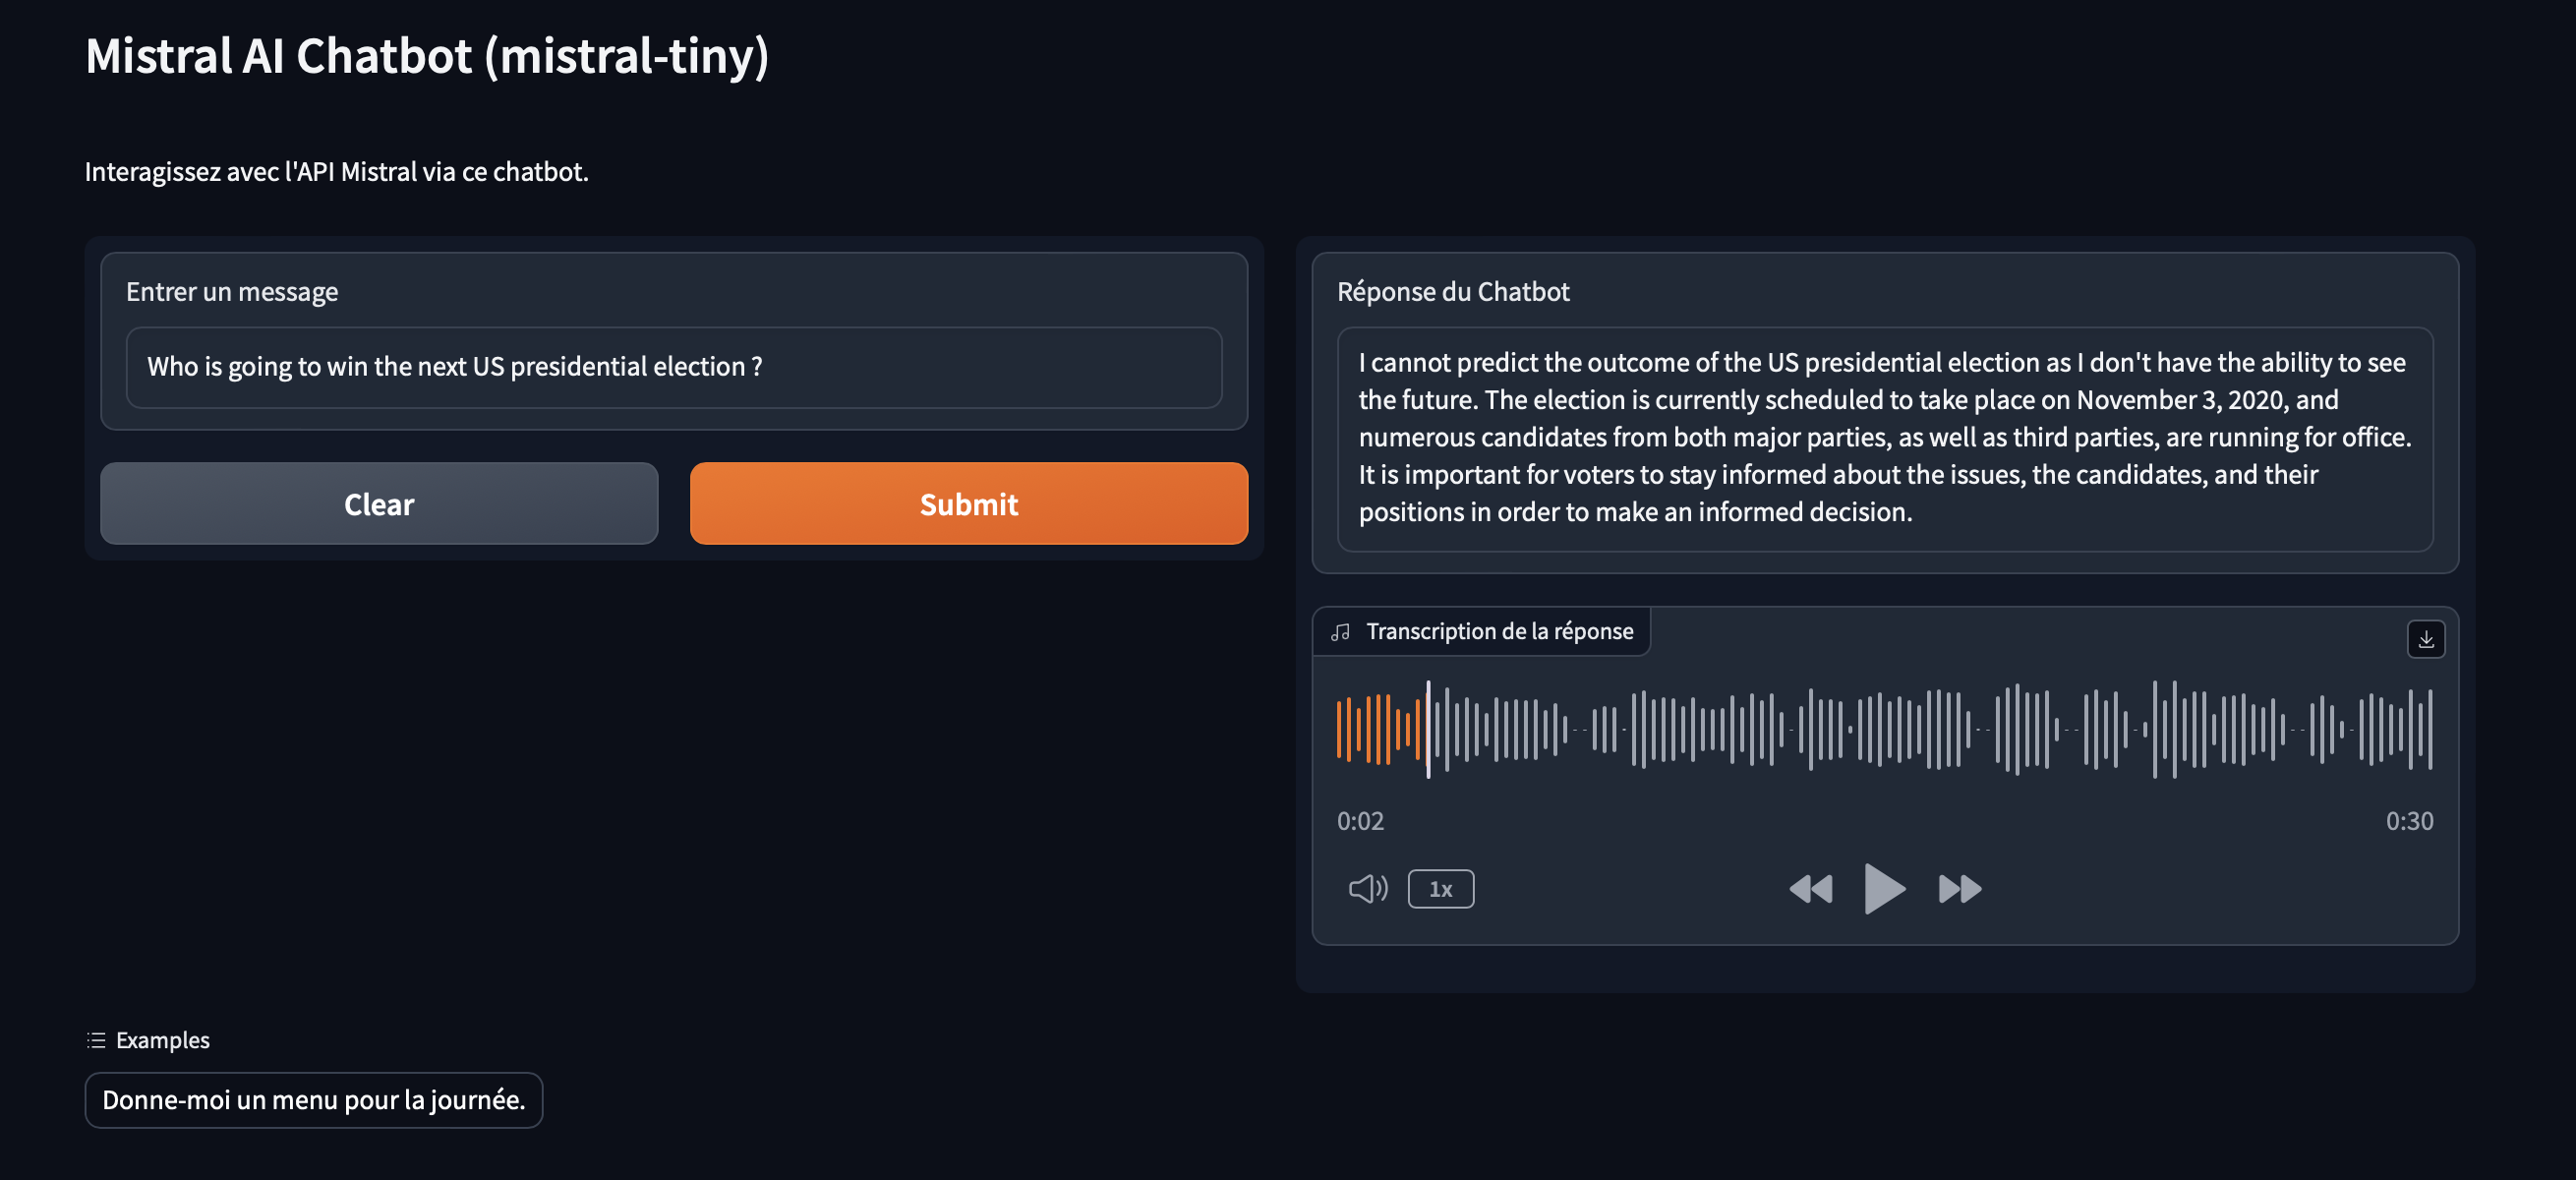 Mistral AI Chatbot (mistral-tiny)
Interagissez avec l'API Mistral via ce chatbot.
Entrer un message
Who is going to win the next US presidential election ?
Clear
Submit
Réponse du Chatbot
I cannot predict the outcome of the US presidential election as I don't have the ability to see
the future. The election is currently scheduled to take place on November 3, 2020, and
numerous candidates from both major parties, as well as third parties, are running for office.
It is important for voters to stay informed about the issues, the candidates, and their
positions in order to make an informed decision.
Transcription de la réponse
0:02
0:30
1x
Examples
Donne-moi un menu pour la journée.